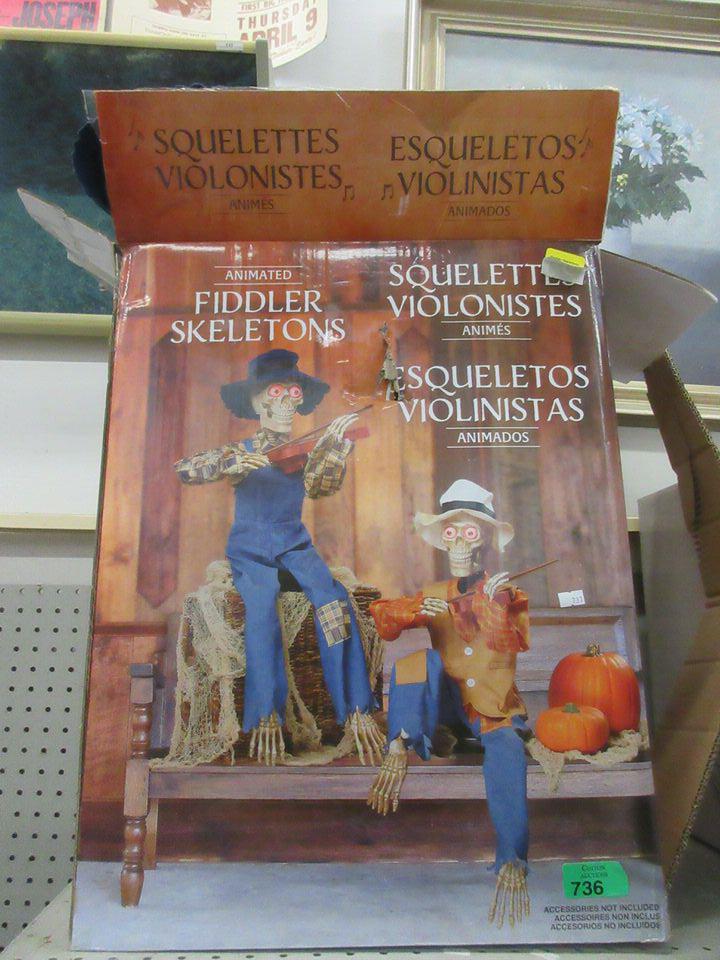 JOSEPH
THURSDAY
APRIL 9
SQUELETTES
VIOLONISTES
ANIMÉS
ESQUELETOS
VIOLINISTAS
ANIMADOS
ANIMATED
FIDDLER
SKELETONS
SQUELETTES
VIOLONISTES
ANIMÉS
ESQUELETOS
VIOLINISTAS
ANIMADOS
AUCTIONS
736
ACCESSORIES NOT INCLUDED
ACCESSOIRES NON INCLUS
ACCESORIOS NO INCLUIDOS